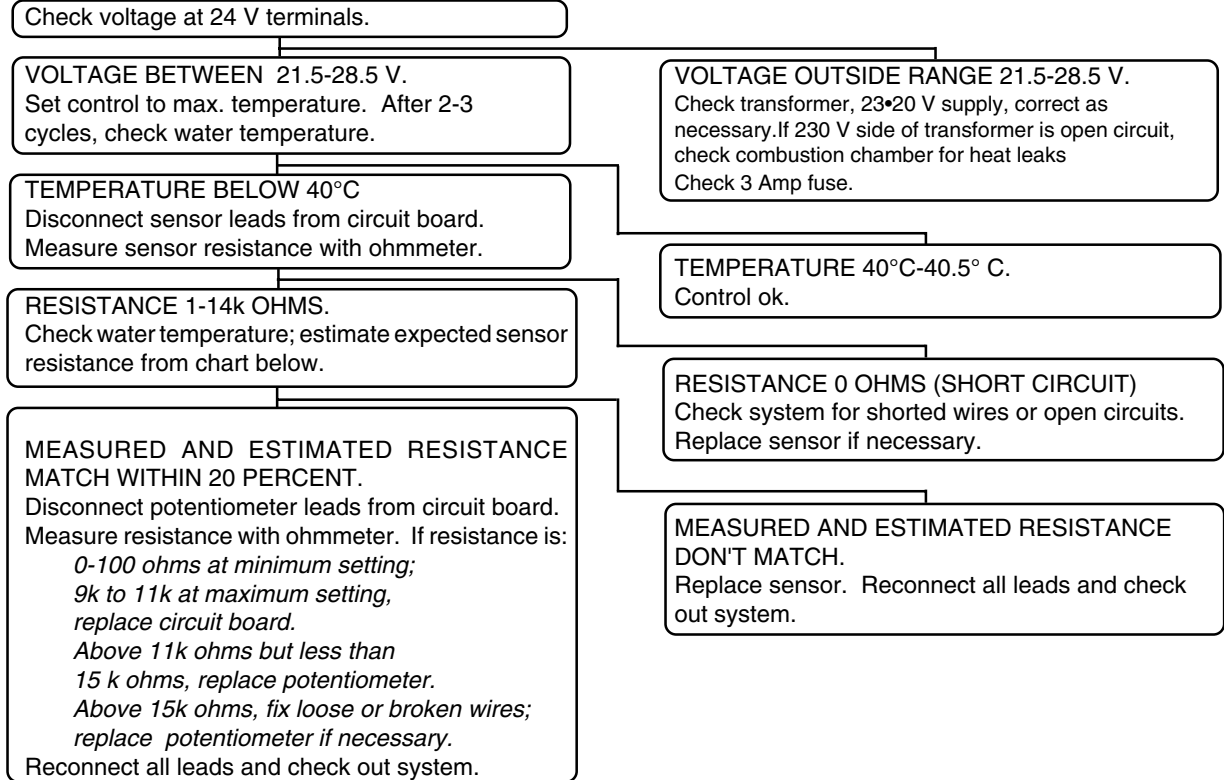 Check voltage at 24 V terminals.
VOLTAGE BETWEEN 21.5-28.5 V.
Set control to max. temperature. After 2-3
cycles, check water temperature.
VOLTAGE OUTSIDE RANGE 21.5-28.5 V.
Check transformer, 23•20 V supply, correct as
necessary.If 230 V side of transformer is open circuit,
check combustion chamber for heat leaks
Check 3 Amp fuse.
TEMPERATURE BELOW 40°C
Disconnect sensor leads from circuit board.
Measure sensor resistance with ohmmeter.
TEMPERATURE 40°C-40.5° C.
Control ok.
RESISTANCE 1-14k OHMS.
Check water temperature; estimate expected sensor
resistance from chart below.
RESISTANCE 0 OHMS (SHORT CIRCUIT)
Check system for shorted wires or open circuits.
Replace sensor if necessary.
MEASURED AND ESTIMATED RESISTANCE
MATCH WITHIN 20 PERCENT.
Disconnect potentiometer leads from circuit board.
Measure resistance with ohmmeter. If resistance is:
0-100 ohms at minimum setting;
9k to 11k at maximum setting,
replace circuit board.
Above 11k ohms but less than
15 k ohms, replace potentiometer.
Above 15k ohms, fix loose or broken wires;
replace potentiometer if necessary.
Reconnect all leads and check out system.
MEASURED AND ESTIMATED RESISTANCE
DON'T MATCH.
Replace sensor. Reconnect all leads and check
out system.